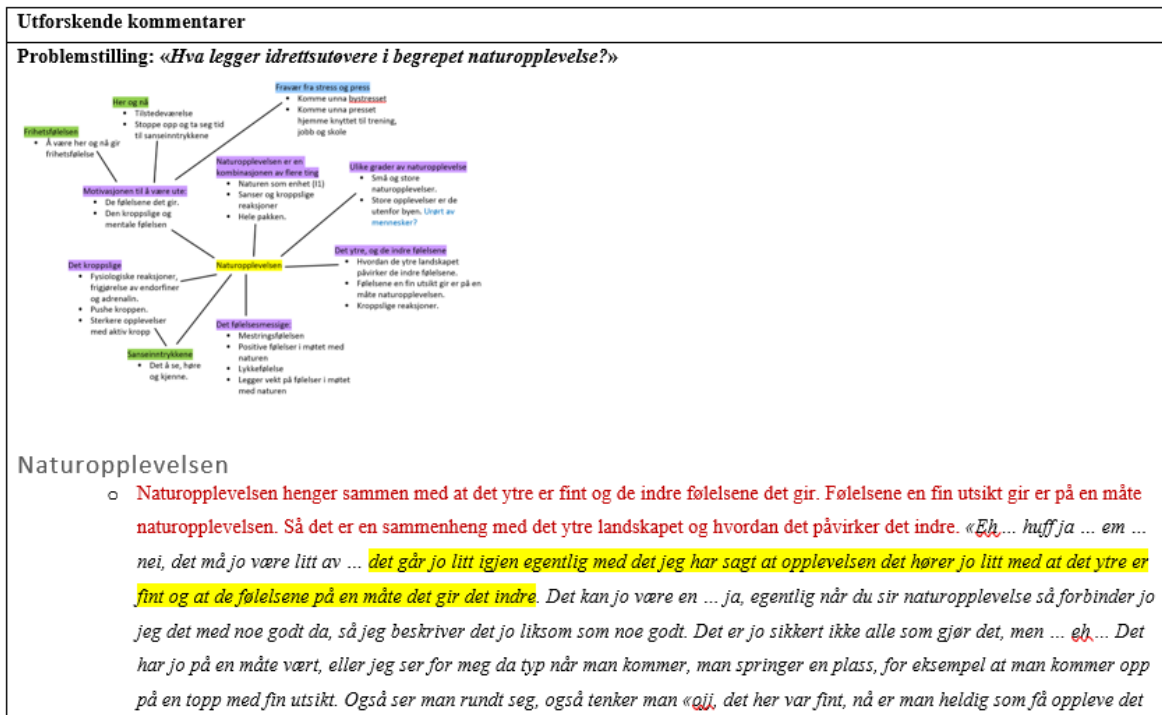 Utforskende kommentarer
Problemstilling: «Hva legger idrettsutøvere i begrepet naturopplevelse?»
Fravær fra stress og press
• Komme unna bystresset
• Komme unna presset
hjemme knyttet til trening,
jobb og skole
Her og nå
• Tilstedeværelse
• Stoppe opp og ta seg tid
til sanseinntrykkene
Frihetsfølelsen
• Å være her og nå gir
frihetsfølelse
Naturopplevelsen er en
kombinasjonen av flere ting
• Naturen som enhet (I1)
• Sanser og kroppslige
reaksjoner
• Hele pakken.
Ulike grader av naturopplevelse
• Små og store
naturopplevelser.
• Store opplevelser er de
utenfor byen. Urørt av
mennesker?
Motivasjonen til å være ute:
• De følelsene det gir.
• Den kroppslige og
mentale følelsen
Det ytre, og de indre følelsene
• Hvordan de ytre landskapet
påvirker de indre følelsene.
• Følelsene en fin utsikt gir er på en
måte naturopplevelsen.
• Kroppslige reaksjoner.
Det kroppslige
• Fysiologiske reaksjoner,
frigjørelse av endorfiner
og adrenalin.
• Pushe kroppen.
• Sterkere opplevelser
med aktiv kropp
Naturopplevelsen
Det følelsesmessige:
• Mestringsfølelsen
• Positive følelser i møtet med
naturen
• Lykkefølelse
• Legger vekt på følelser i møtet
med naturen
Sanseinntrykkene
• Det å se, høre
og kjenne.
Naturopplevelsen
o Naturopplevelsen henger sammen med at det ytre er fint og de indre følelsene det gir. Følelsene en fin utsikt gir er på en måte
naturopplevelsen. Så det er en sammenheng med det ytre landskapet og hvordan det påvirker det indre. «Eh… huff ja … em …
nei, det må jo være litt av … det går jo litt igjen egentlig med det jeg har sagt at opplevelsen det hører jo litt med at det ytre er
fint og at de følelsene på en måte det gir det indre. Det kan jo være en … ja, egentlig når du sir naturopplevelse så forbinder jo
jeg det med noe godt da, så jeg beskriver det jo liksom som noe godt. Det er jo sikkert ikke alle som gjør det, men … eh… Det
har jo på en måte vært, eller jeg ser for meg da typ når man kommer, man springer en plass, for eksempel at man kommer opp
på en topp med fin utsikt. Også ser man rundt seg, også tenker man «ojj, det her var fint, nå er man heldig som få oppleve det